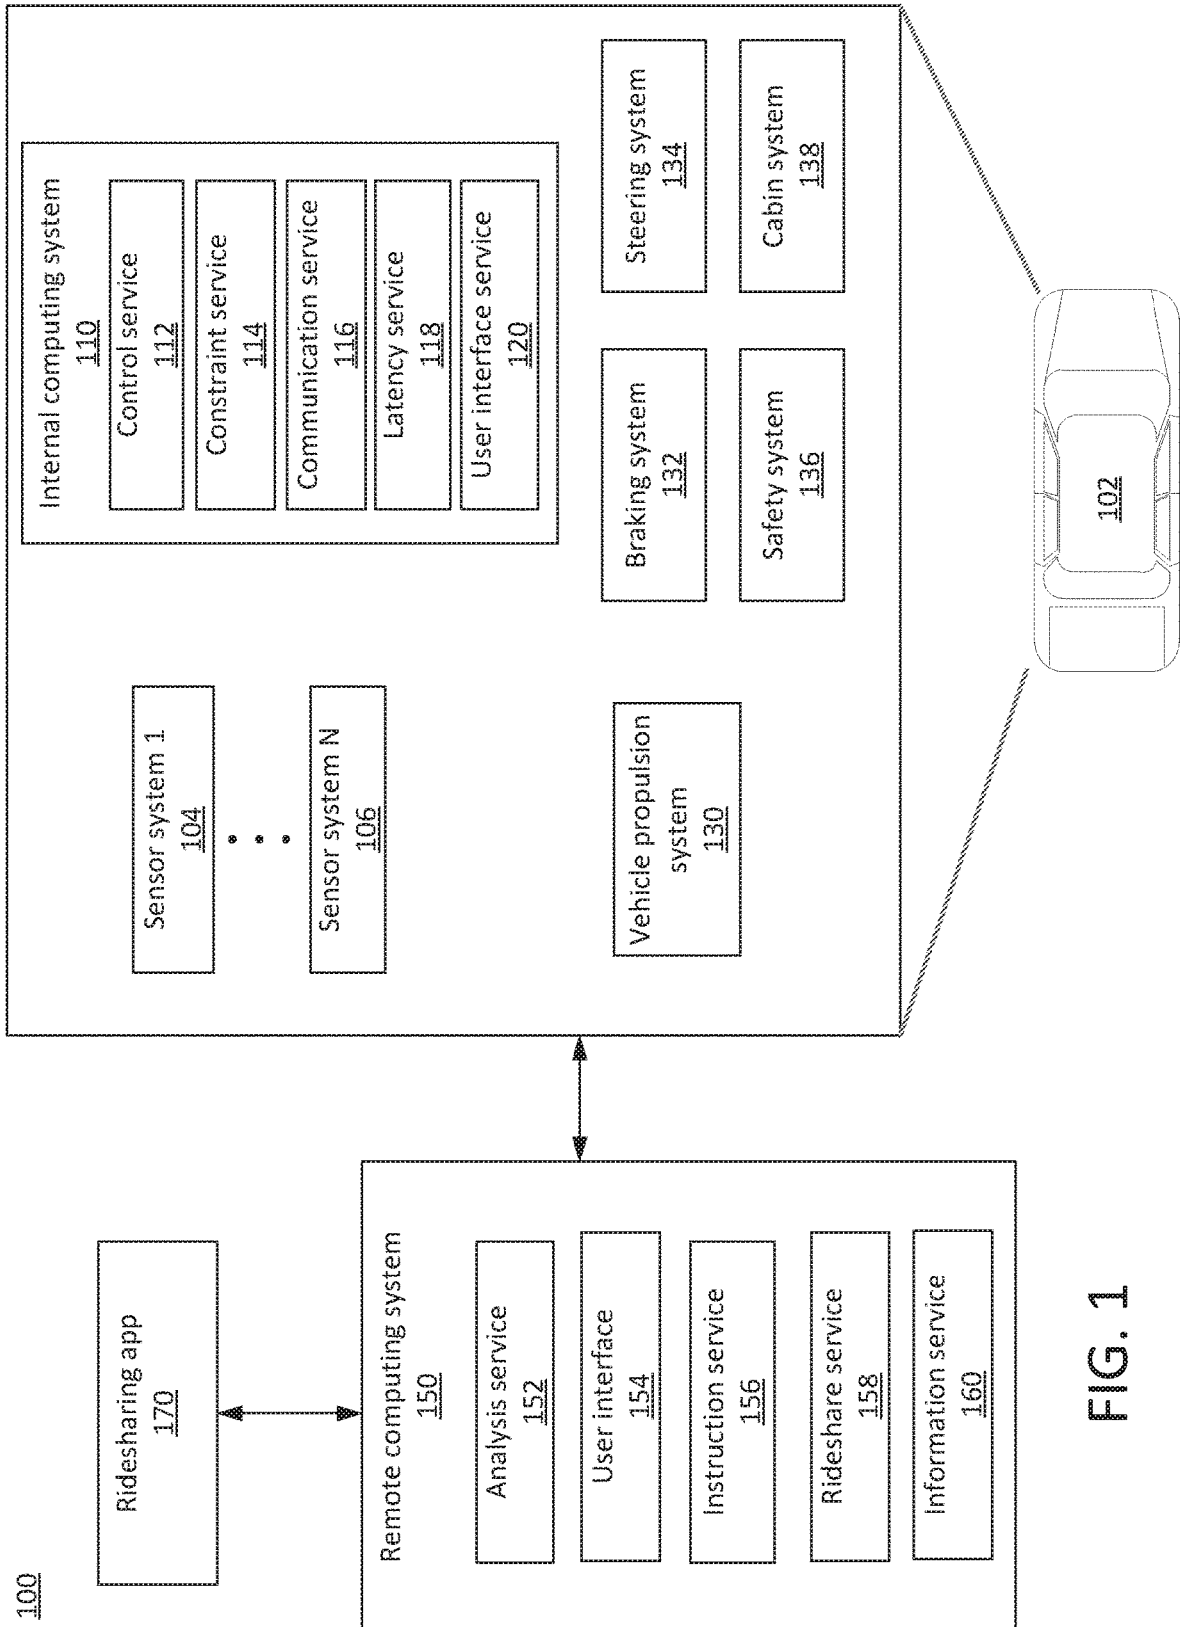 100
Ridesharing app
170
Remote computing system
150
Analysis service
152
User interface
154
Instruction service
156
Rideshare service
158
Information service
160
Sensor system 1
104
Sensor system N
106
Vehicle propulsion
system
130
Internal computing system
110
Control service
112
Constraint service
114
Communication service
116
Latency service
118
User interface service
120
Braking system
132
Steering system
134
Safety system
136
Cabin system
138
102
FIG. 1